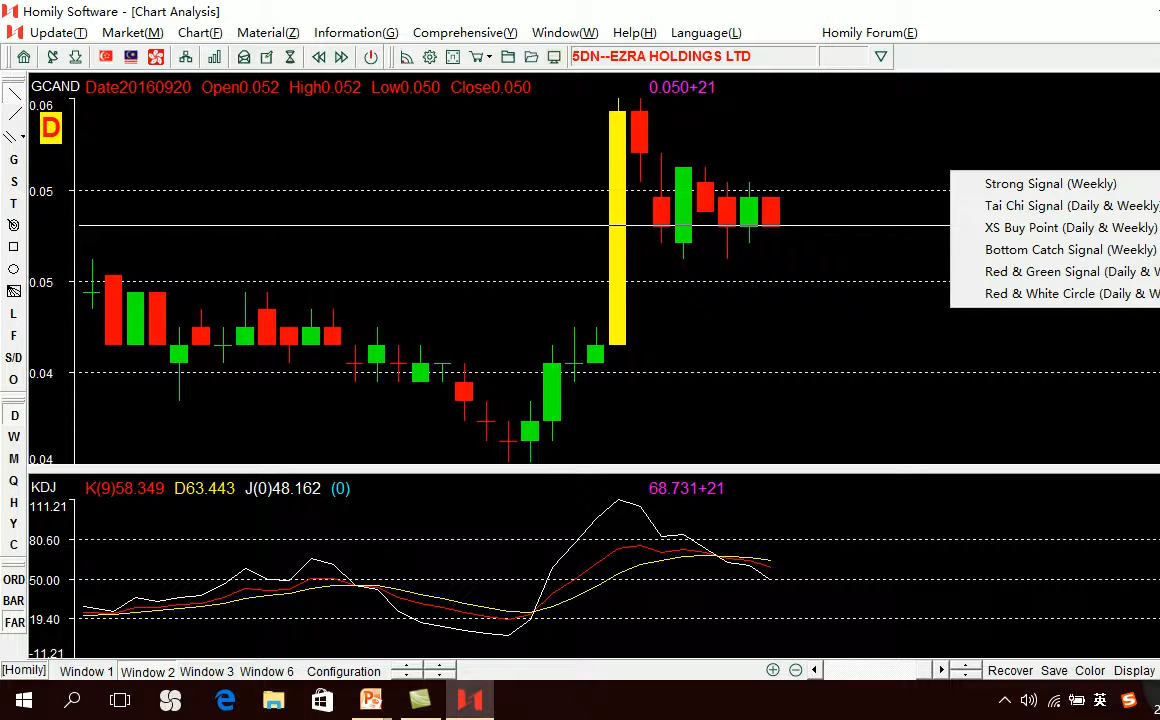 Homily Software - [Chart Analysis]
Update(T) Market(M) Chart(F) Material(Z) Information(G) Comprehensive(Y) Window(W) Help(H) Language(L) Homily Forum(E)
5DN--EZRA HOLDINGS LTD
GCAND Date20160920 Open0.052 High0.052 Low0.050 Close0.050 0.050+21
0.06
D
0.05
0.05
0.04
0.04
Strong Signal (Weekly)
Tai Chi Signal (Daily & Weekly)
XS Buy Point (Daily & Weekly)
Bottom Catch Signal (Weekly)
Red & Green Signal (Daily & W
Red & White Circle (Daily & W
G
S
T
L
F
S/D
O
D
W
M
Q
H
Y
C
ORD
BAR
FAR
KDJ K(9)58.349 D63.443 J(0)48.162 (0) 68.731+21
111.21
80.60
50.00
19.40
-11.21
[Homily] Window 1 Window 2 Window 3 Window 6 Configuration Recover Save Color Display
英
2